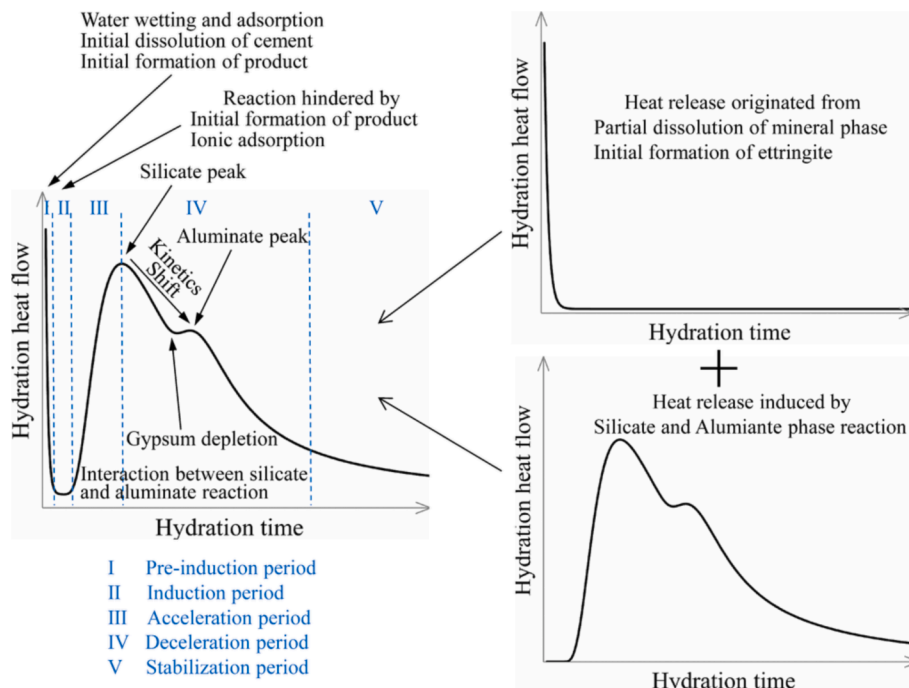 Water wetting and adsorption
Initial dissolution of cement
Initial formation of product
Reaction hindered by
Initial formation of product
Ionic adsorption
Silicate peak
I II III IV V
Aluminate peak
Kinetics
Shift
Gypsum depletion
Interaction between silicate
and aluminate reaction
Hydration heat flow
Hydration time
I Pre-induction period
II Induction period
III Acceleration period
IV Deceleration period
V Stabilization period
Heat release originated from
Partial dissolution of mineral phase
Initial formation of ettringite
Hydration heat flow
Hydration time
+
Heat release induced by
Silicate and Alumiante phase reaction
Hydration heat flow
Hydration time